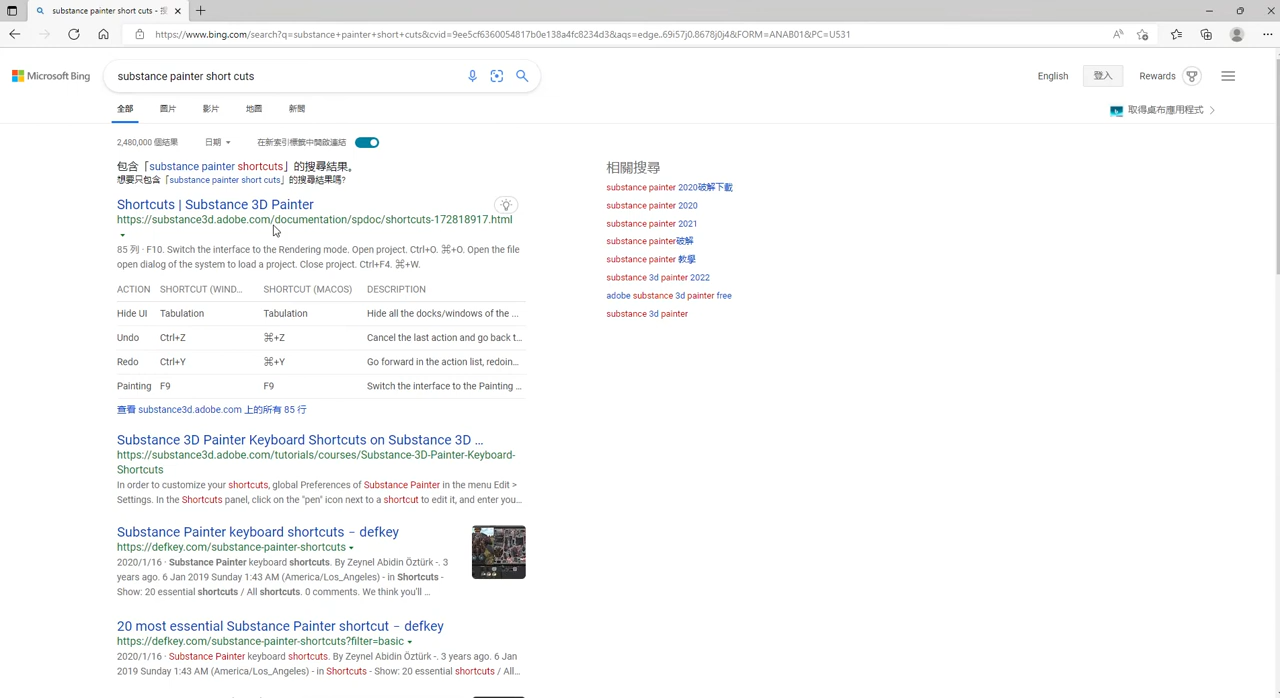 substance painter short cuts - 搜
https://www.bing.com/search?q=substance+painter+short+cuts&cvid=9ee5cf3060054817b0e138a4fc8234d3&aqs=edge..69i57j0.8678j0j4&FORM=ANAB01&PC=U531
Microsoft Bing
substance painter short cuts
English
登入
Rewards
全部
圖片
影片
地圖
新聞
取得桌布應用程式
2,480,000 個結果
日期
在新索引標籤中開啟連結
包含「substance painter shortcuts」的搜尋結果。
想要只包含「substance painter short cuts」的搜尋結果嗎?
Shortcuts | Substance 3D Painter
https://substance3d.adobe.com/documentation/spdoc/shortcuts-172818917.html
85 列 · F10. Switch the interface to the Rendering mode. Open project. Ctrl+O. ⌘+O. Open the file
open dialog of the system to load a project. Close project. Ctrl+F4. ⌘+W.
ACTION SHORTCUT (WIND... SHORTCUT (MACOS) DESCRIPTION
Hide UI Tabulation Tabulation Hide all the docks/windows of the ...
Undo Ctrl+Z ⌘+Z Cancel the last action and go back t...
Redo Ctrl+Y ⌘+Y Go forward in the action list, redoin...
Painting F9 F9 Switch the interface to the Painting ...
查看 substance3d.adobe.com 上的所有 85 行
Substance 3D Painter Keyboard Shortcuts on Substance 3D ...
https://substance3d.adobe.com/tutorials/courses/Substance-3D-Painter-Keyboard-
Shortcuts
In order to customize your shortcuts, global Preferences of Substance Painter in the menu Edit >
Settings. In the Shortcuts panel, click on the "pen" icon next to a shortcut to edit it, and enter you...
Substance Painter keyboard shortcuts – defkey
https://defkey.com/substance-painter-shortcuts
2020/1/16 · Substance Painter keyboard shortcuts. By Zeynel Abidin Öztürk -. 3
years ago. 6 Jan 2019 Sunday 1:43 AM (America/Los_Angeles) - in Shortcuts -
Show: 20 essential shortcuts / All shortcuts. 0 comments. We think you'll ...
20 most essential Substance Painter shortcut – defkey
https://defkey.com/substance-painter-shortcuts?filter=basic
2020/1/16 · Substance Painter keyboard shortcuts. By Zeynel Abidin Öztürk -. 3 years ago. 6 Jan
2019 Sunday 1:43 AM (America/Los_Angeles) - in Shortcuts - Show: 20 essential shortcuts / All...
相關搜尋
substance painter 2020破解下載
substance painter 2020
substance painter 2021
substance painter破解
substance painter 教學
substance 3d painter 2022
adobe substance 3d painter free
substance 3d painter